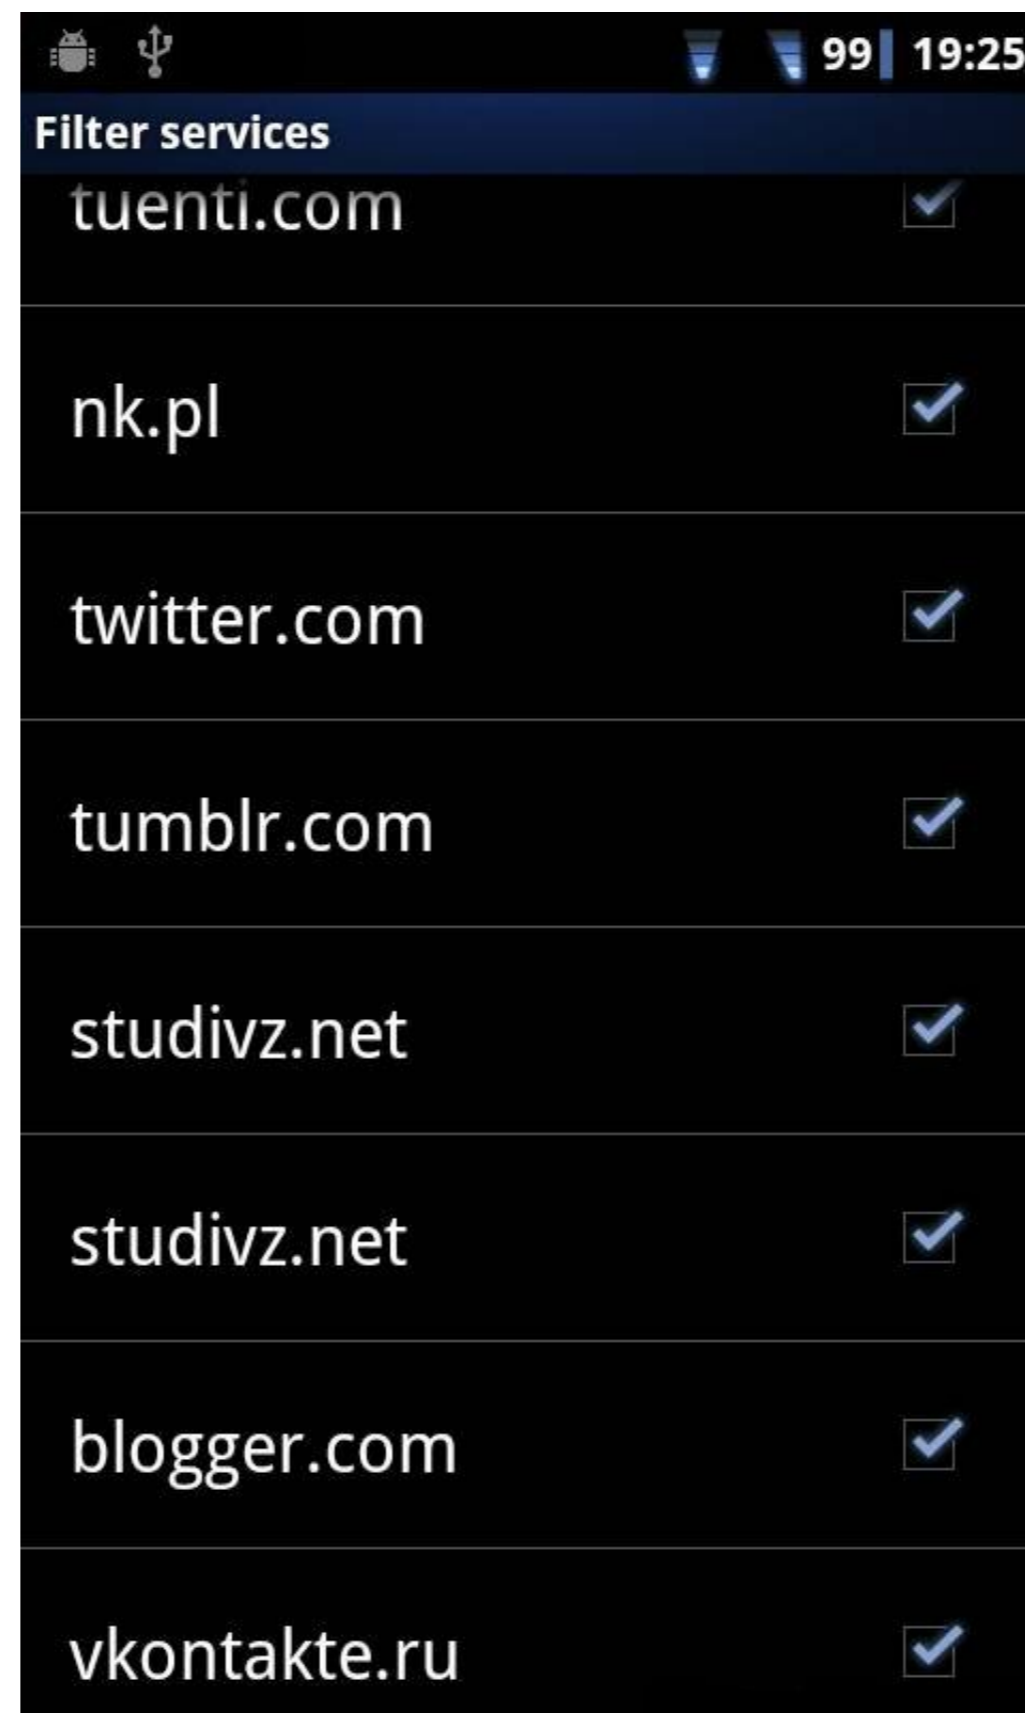 99 19:25
Filter services
tuenti.com
nk.pl
twitter.com
tumblr.com
studivz.net
studivz.net
blogger.com
vkontakte.ru